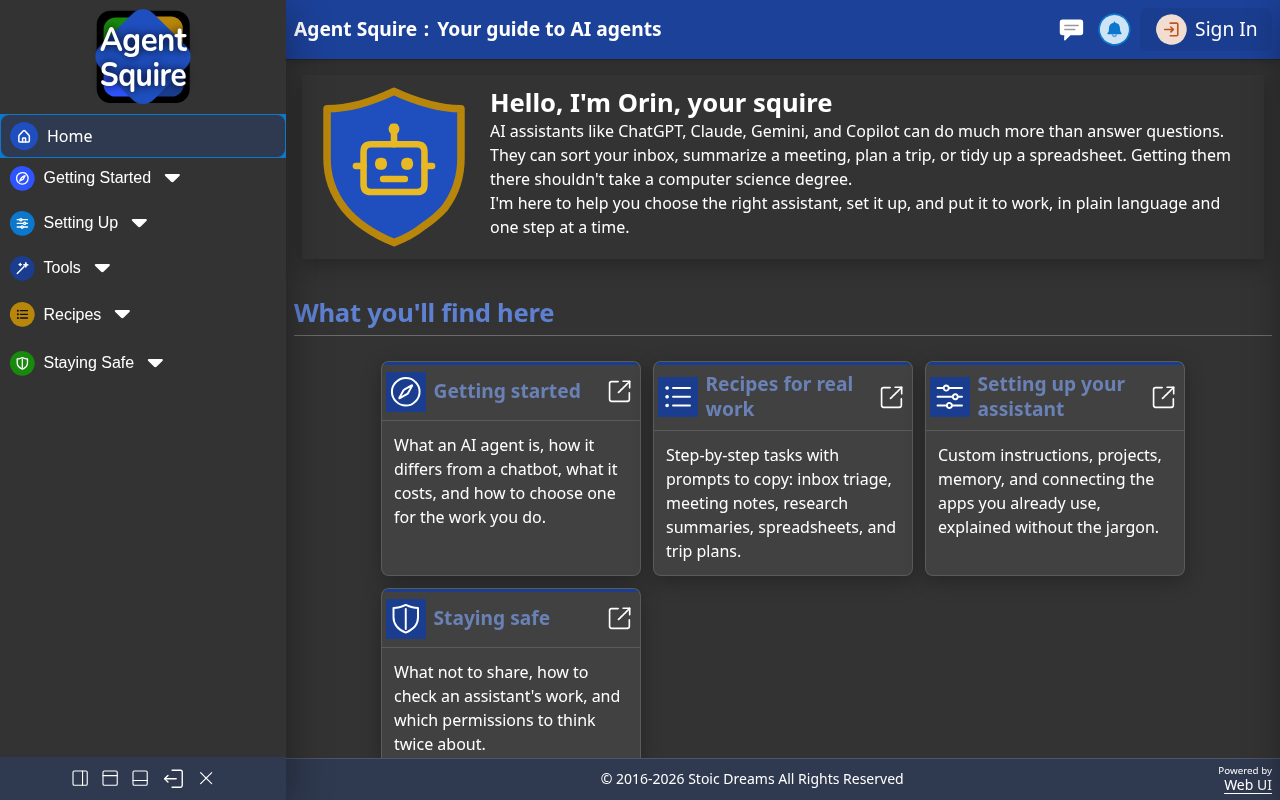 Agent
Squire
Home
Getting Started
Setting Up
Tools
Recipes
Staying Safe
Agent Squire : Your guide to AI agents
Sign In
Hello, I'm Orin, your squire
AI assistants like ChatGPT, Claude, Gemini, and Copilot can do much more than answer questions.
They can sort your inbox, summarize a meeting, plan a trip, or tidy up a spreadsheet. Getting them
there shouldn't take a computer science degree.
I'm here to help you choose the right assistant, set it up, and put it to work, in plain language and
one step at a time.
What you'll find here
Getting started
What an AI agent is, how it
differs from a chatbot, what it
costs, and how to choose one
for the work you do.
Recipes for real
work
Step-by-step tasks with
prompts to copy: inbox triage,
meeting notes, research
summaries, spreadsheets, and
trip plans.
Setting up your
assistant
Custom instructions, projects,
memory, and connecting the
apps you already use,
explained without the jargon.
Staying safe
What not to share, how to
check an assistant's work, and
which permissions to think
twice about.
© 2016-2026 Stoic Dreams All Rights Reserved
Powered by
Web UI